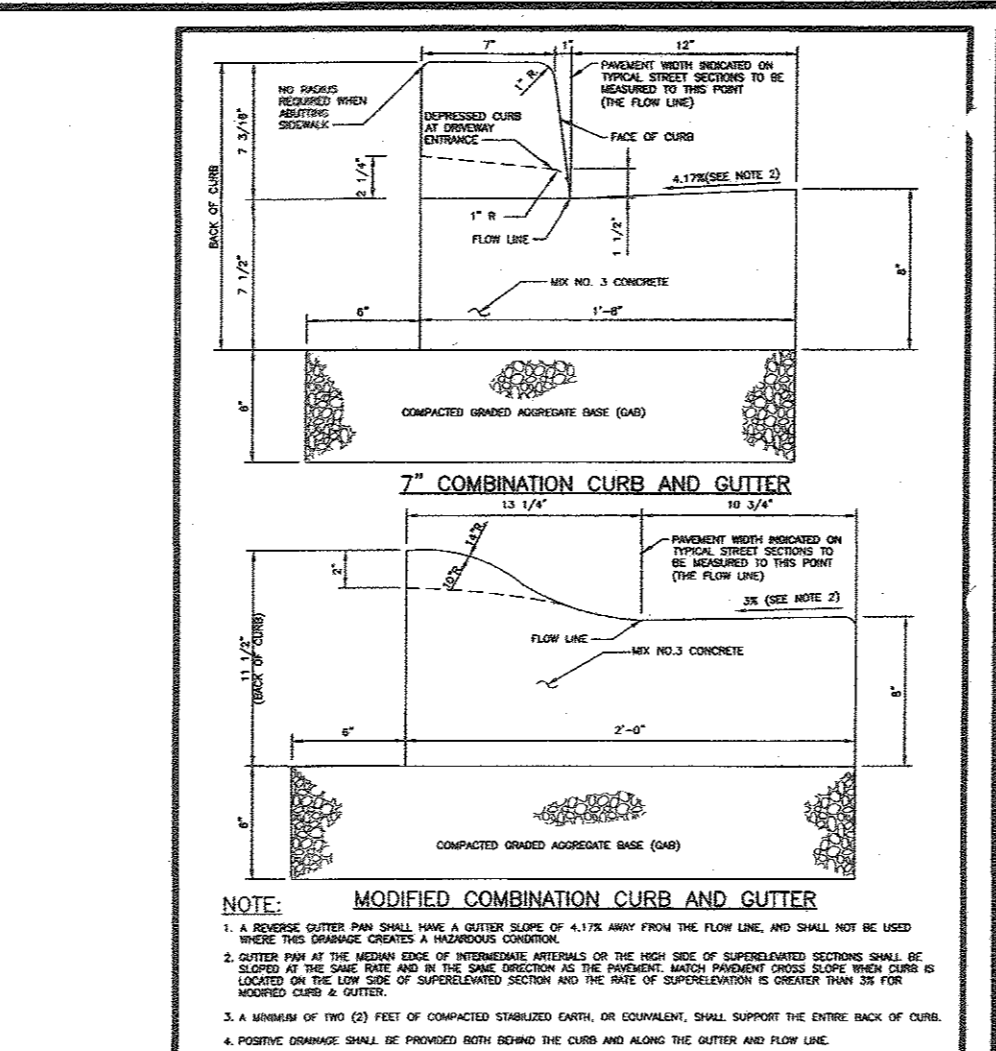 7" 1" 12"
NO RADIUS
REQUIRED WHEN
ABUTTING
SIDEWALK
1" R.
PAVEMENT WIDTH INDICATED ON
TYPICAL STREET SECTIONS TO BE
MEASURED TO THIS POINT
(THE FLOW LINE)
DEPRESSED CURB
AT DRIVEWAY
ENTRANCE
FACE OF CURB
BACK OF CURB
7 3/16"
2 1/4"
4.17%(SEE NOTE 2)
1" R
FLOW LINE
1 1/2"
7 1/2"
8"
MIX NO. 3 CONCRETE
6" 1'-8"
6"
COMPACTED GRADED AGGREGATE BASE (GAB)
7" COMBINATION CURB AND GUTTER
13 1/4" 10 3/4"
14"R.
10"R.
PAVEMENT WIDTH INDICATED ON
TYPICAL STREET SECTIONS TO
BE MEASURED TO THIS POINT
(THE FLOW LINE)
2"
3% (SEE NOTE 2)
11 1/2"
(BACK OF CURB)
FLOW LINE
MIX NO.3 CONCRETE
8"
6" 2'-0"
6"
COMPACTED GRADED AGGREGATE BASE (GAB)
MODIFIED COMBINATION CURB AND GUTTER
NOTE:
1. A REVERSE GUTTER PAN SHALL HAVE A GUTTER SLOPE OF 4.17% AWAY FROM THE FLOW LINE, AND SHALL NOT BE USED
WHERE THIS DRAINAGE CREATES A HAZARDOUS CONDITION.
2. GUTTER PAN AT THE MEDIAN EDGE OF INTERMEDIATE ARTERIALS OR THE HIGH SIDE OF SUPERELEVATED SECTIONS SHALL BE
SLOPED AT THE SAME RATE AND IN THE SAME DIRECTION AS THE PAVEMENT. MATCH PAVEMENT CROSS SLOPE WHEN CURB IS
LOCATED ON THE LOW SIDE OF SUPERELEVATED SECTION AND THE RATE OF SUPERELEVATION IS GREATER THAN 3% FOR
MODIFIED CURB & GUTTER.
3. A MINIMUM OF TWO (2) FEET OF COMPACTED STABILIZED EARTH, OR EQUIVALENT, SHALL SUPPORT THE ENTIRE BACK OF CURB.
4. POSITIVE DRAINAGE SHALL BE PROVIDED BOTH BEHIND THE CURB AND ALONG THE GUTTER AND FLOW LINE.